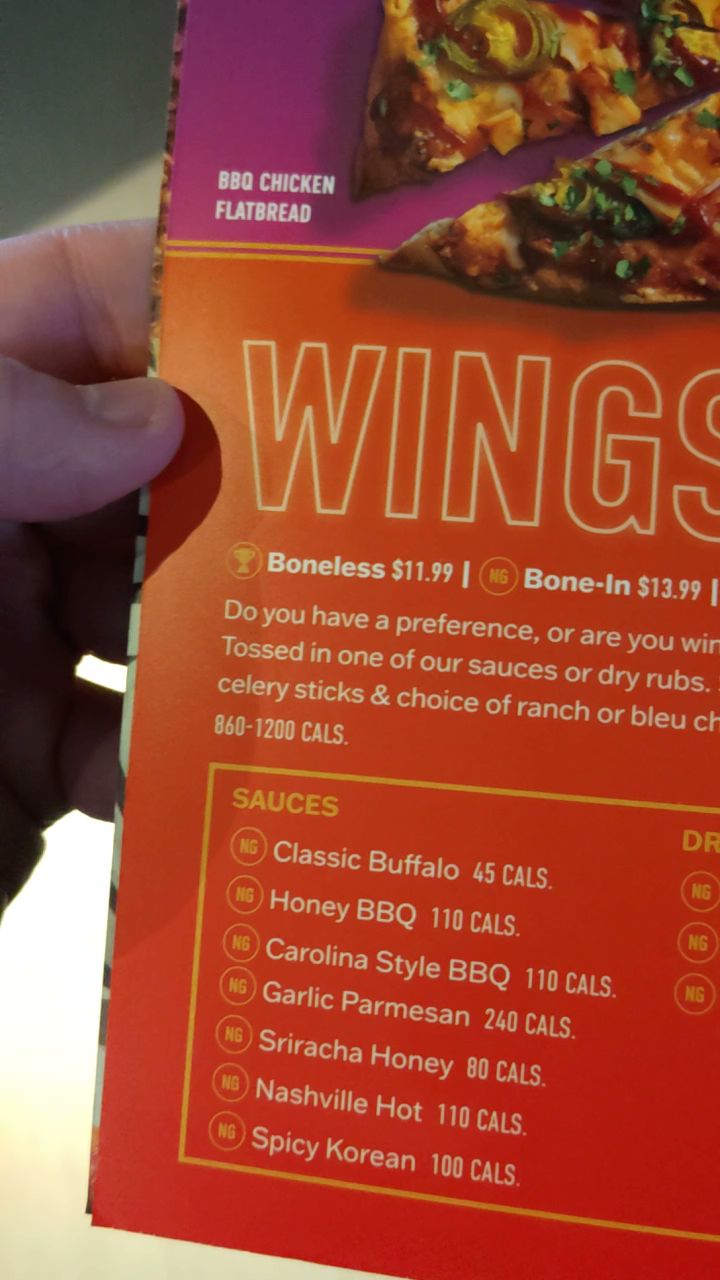 BBQ CHICKEN
FLATBREAD
WINGS
Boneless $11.99 | NG Bone-In $13.99 |
Do you have a preference, or are you
Tossed in one of our sauces or dry rubs.
celery sticks & choice of ranch or bleu
860-1200 CALS.
SAUCES
NG Classic Buffalo 45 CALS.
NG Honey BBQ 110 CALS.
NG Carolina Style BBQ 110 CALS.
NG Garlic Parmesan 240 CALS.
NG Sriracha Honey 80 CALS.
NG Nashville Hot 110 CALS.
NG Spicy Korean 100 CALS.
DR
NG
NG
NG